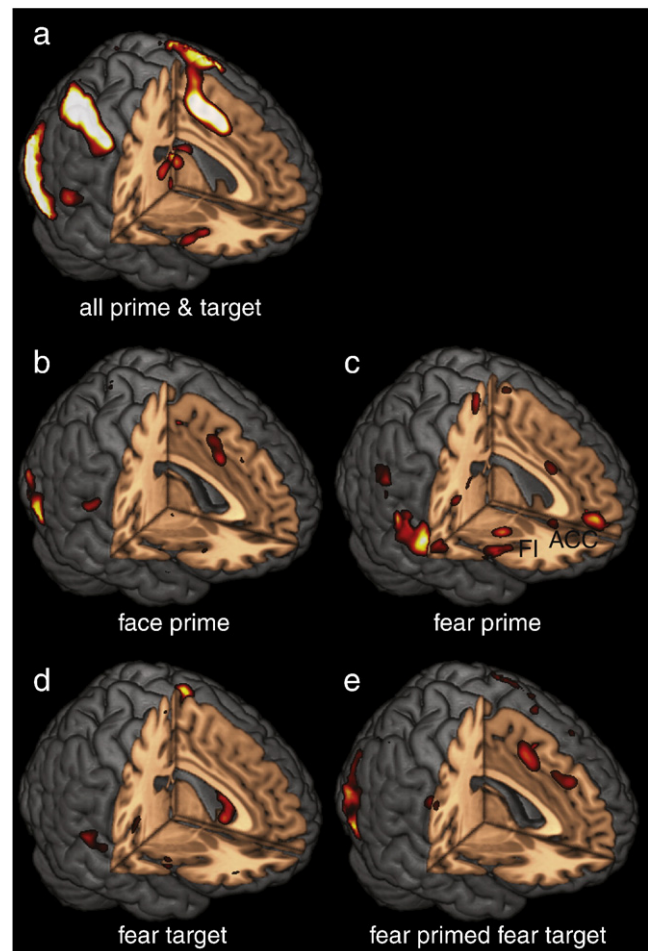 a
all prime & target
b
c
FI
ACC
face prime
fear prime
d
e
fear target
fear primed fear target